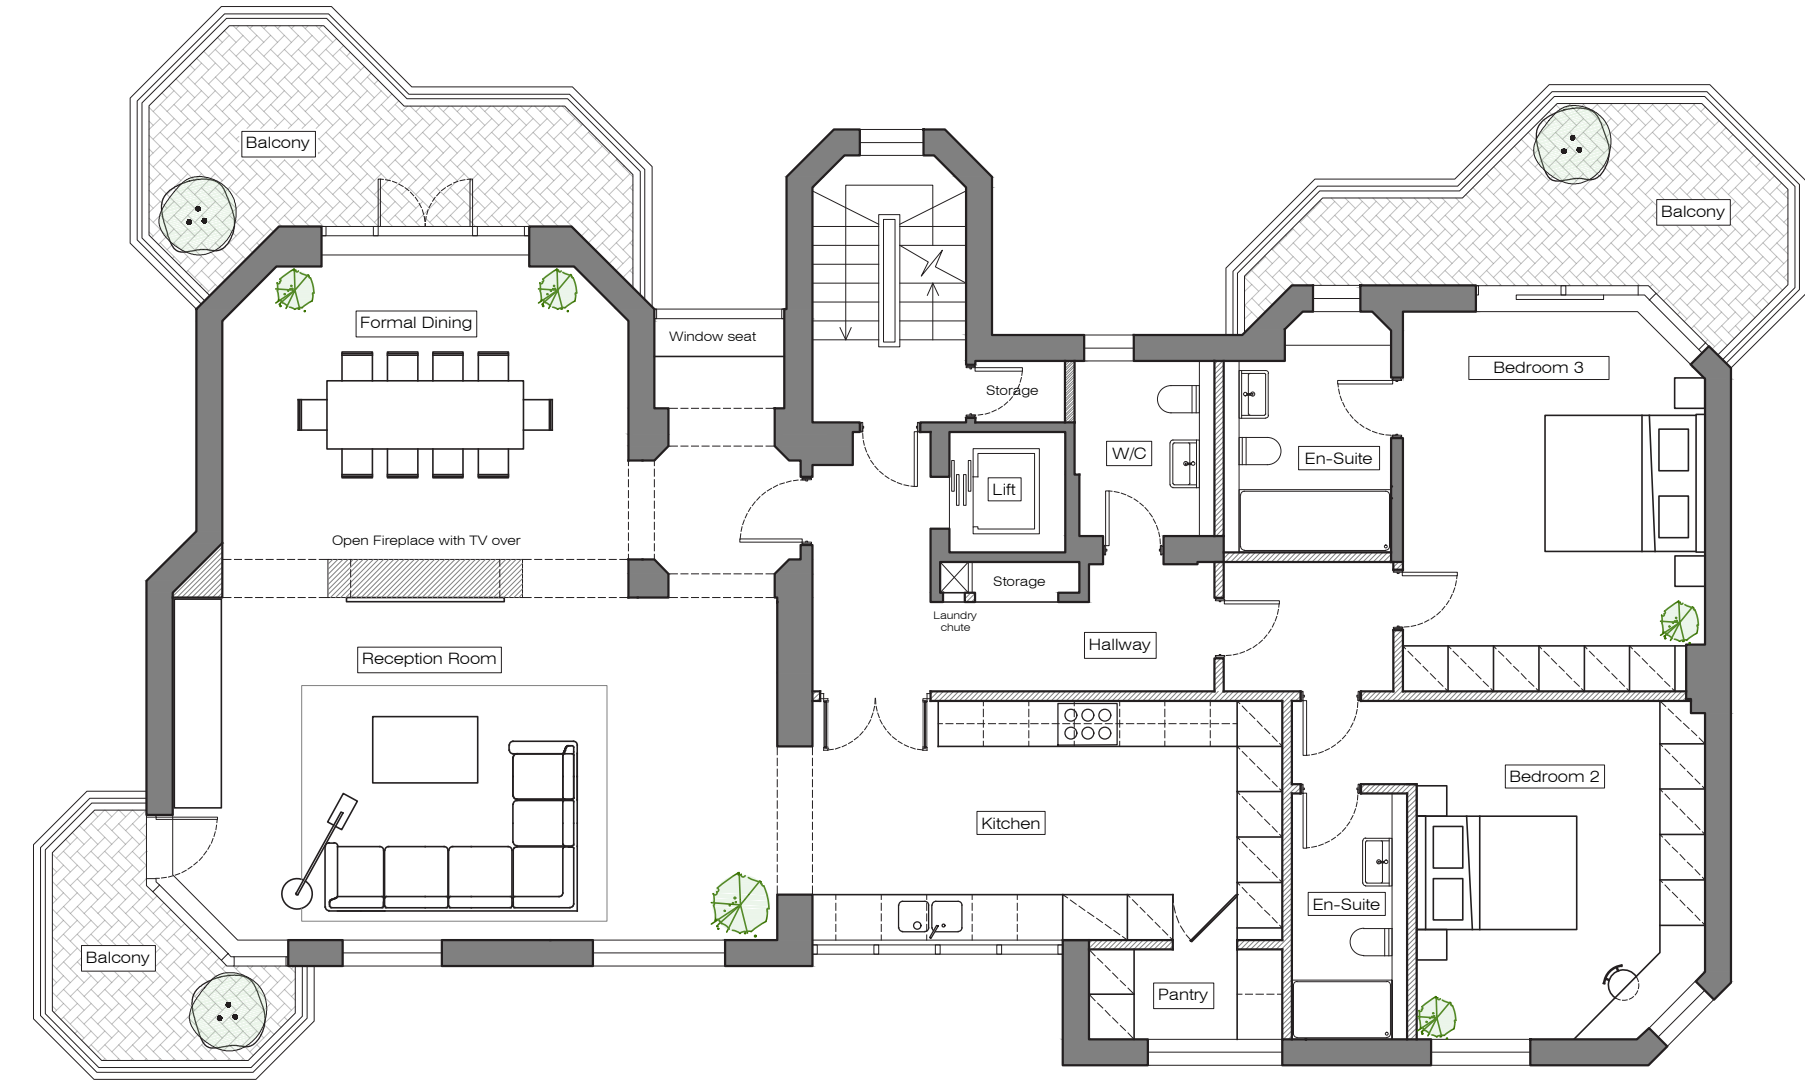 Balcony
Balcony
Formal Dining
Window seat
Bedroom 3
Storage
W/C
En-Suite
Lift
Open Fireplace with TV over
Storage
Laundry
chute
Hallway
Reception Room
Bedroom 2
Kitchen
En-Suite
Balcony
Pantry